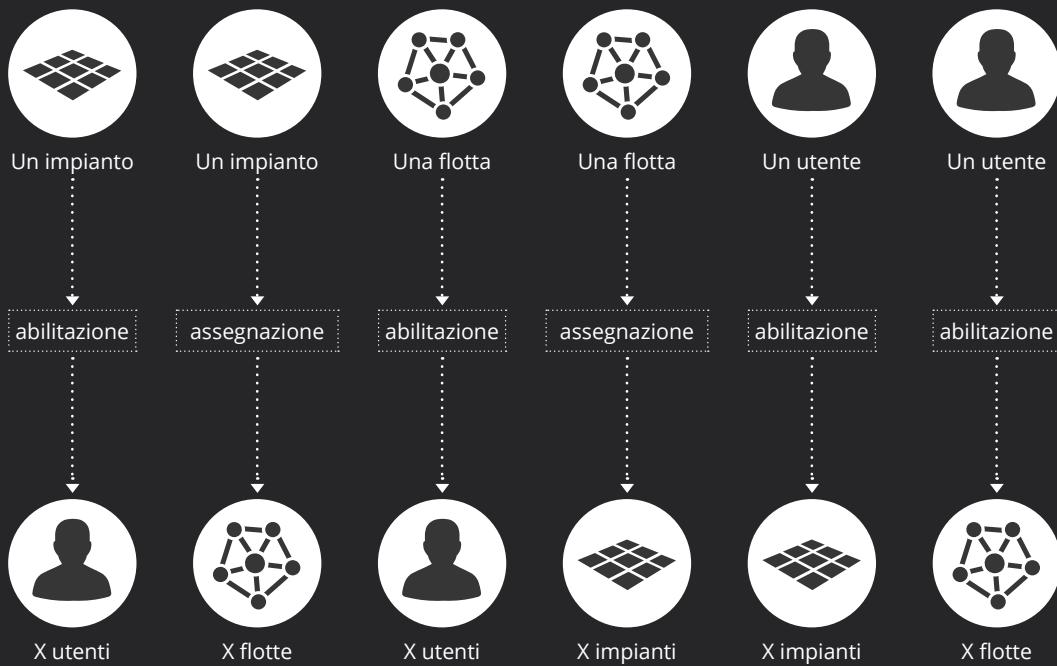 Un impianto
Un impianto
Una flotta
Una flotta
Un utente
Un utente
abilitazione
assegnazione
abilitazione
assegnazione
abilitazione
abilitazione
X utenti
X flotte
X utenti
X impianti
X impianti
X flotte